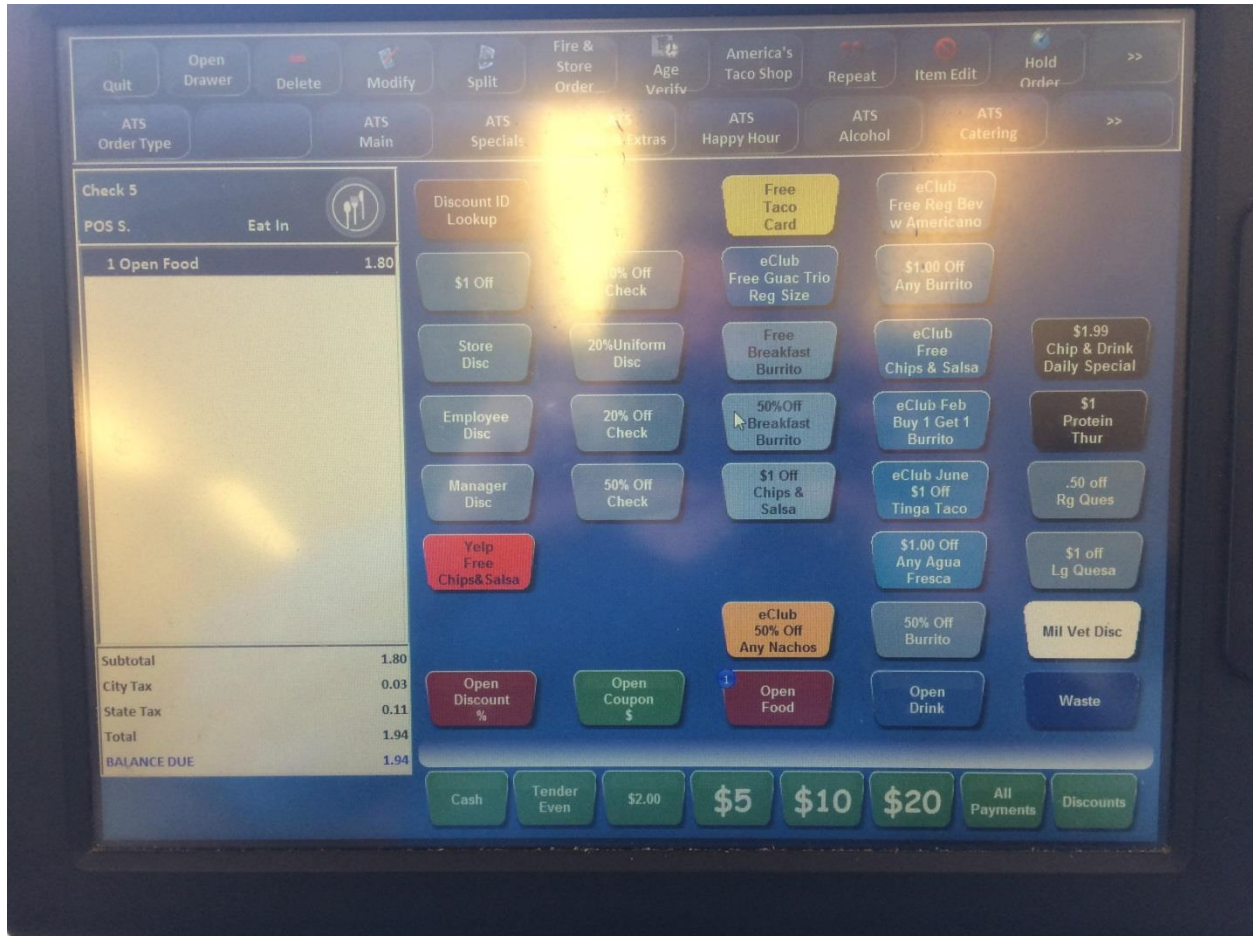 Quit
Open
Drawer
Delete
Modify
Split
Fire &
Store
Order
Age
Verify
America's
Taco Shop
Repeat
Item Edit
Hold
Order
>>
ATS
Order Type
ATS
Main
ATS
Specials
Extras
ATS
Happy Hour
ATS
Alcohol
ATS
Catering
>>
Check 5
POS S.
Eat In
1 Open Food 1.80
Subtotal 1.80
City Tax 0.03
State Tax 0.11
Total 1.94
BALANCE DUE 1.94
Discount ID
Lookup
Free
Taco
Card
eClub
Free Reg Bev
w Americano
$1 Off
% Off
Check
eClub
Free Guac Trio
Reg Size
$1.00 Off
Any Burrito
Store
Disc
20%Uniform
Disc
Free
Breakfast
Burrito
eClub
Free
Chips & Salsa
$1.99
Chip & Drink
Daily Special
Employee
Disc
20% Off
Check
50%Off
Breakfast
Burrito
eClub Feb
Buy 1 Get 1
Burrito
$1
Protein
Thur
Manager
Disc
50% Off
Check
$1 Off
Chips &
Salsa
eClub June
$1 Off
Tinga Taco
.50 off
Rg Ques
Yelp
Free
Chips&Salsa
$1.00 Off
Any Agua
Fresca
$1 off
Lg Quesa
eClub
50% Off
Any Nachos
50% Off
Burrito
Mil Vet Disc
Open
Discount
%
Open
Coupon
$
1
Open
Food
Open
Drink
Waste
Cash
Tender
Even
$2.00
$5
$10
$20
All
Payments
Discounts